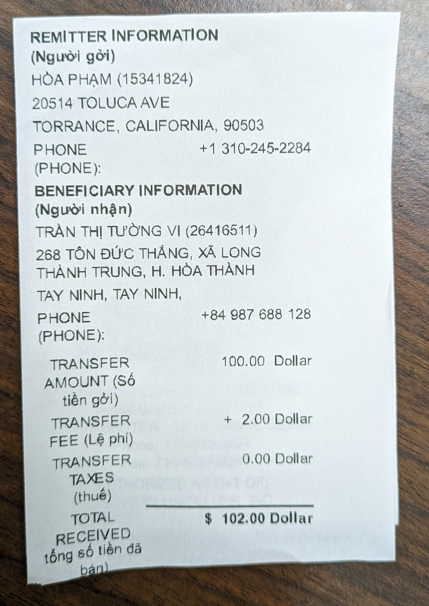 REMITTER INFORMATION
(Người gởi)
HÒA PHẠM (15341824)
20514 TOLUCA AVE
TORRANCE, CALIFORNIA, 90503
PHONE +1 310-245-2284
(PHONE):
BENEFICIARY INFORMATION
(Người nhận)
TRẦN THỊ TƯỜNG VI (26416511)
268 TÔN ĐỨC THẮNG, XÃ LONG
THÀNH TRUNG, H. HÒA THÀNH
TAY NINH, TAY NINH,
PHONE +84 987 688 128
(PHONE):
TRANSFER 100.00 Dollar
AMOUNT (Số
tiền gởi)
TRANSFER + 2.00 Dollar
FEE (Lệ phí)
TRANSFER 0.00 Dollar
TAXES
(thuế)
TOTAL $ 102.00 Dollar
RECEIVED
tổng số tiền đã
bán)